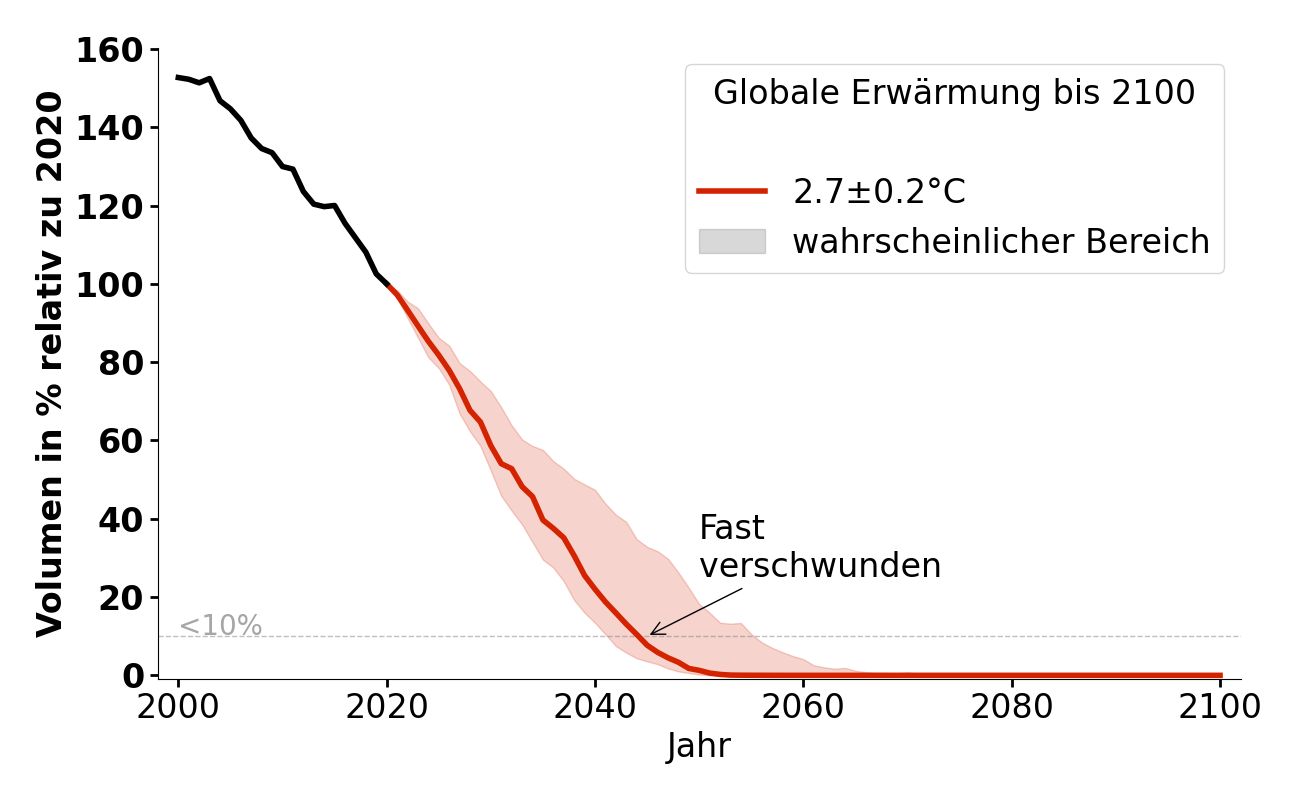 Volumen in % relativ zu 2020
160
140
120
100
80
60
40
20
0
Globale Erwärmung bis 2100
2.7±0.2°C
wahrscheinlicher Bereich
Fast
verschwunden
<10%
2000 2020 2040 2060 2080 2100
Jahr